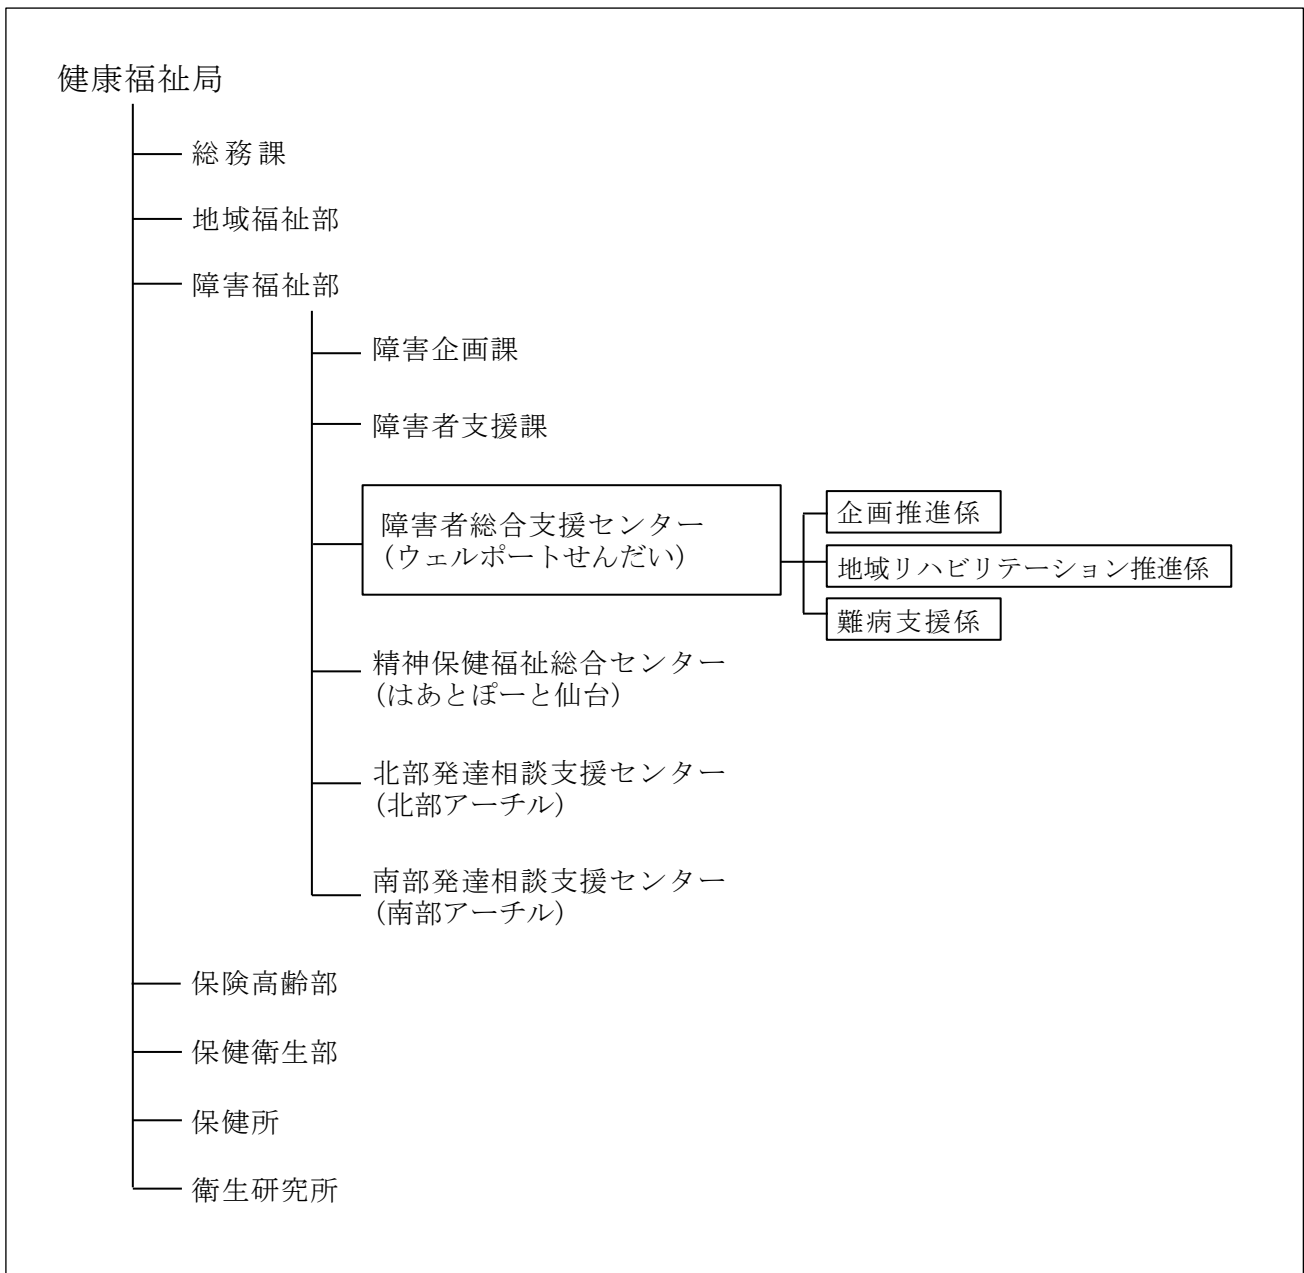 健康福祉局
総務課
地域福祉部
障害福祉部
障害企画課
障害者支援課
障害者総合支援センター
（ウェルポートせんだい）
企画推進係
地域リハビリテーション推進係
難病支援係
精神保健福祉総合センター
（はあとぽーと仙台）
北部発達相談支援センター
（北部アーチル）
南部発達相談支援センター
（南部アーチル）
保険高齢部
保健衛生部
保健所
衛生研究所